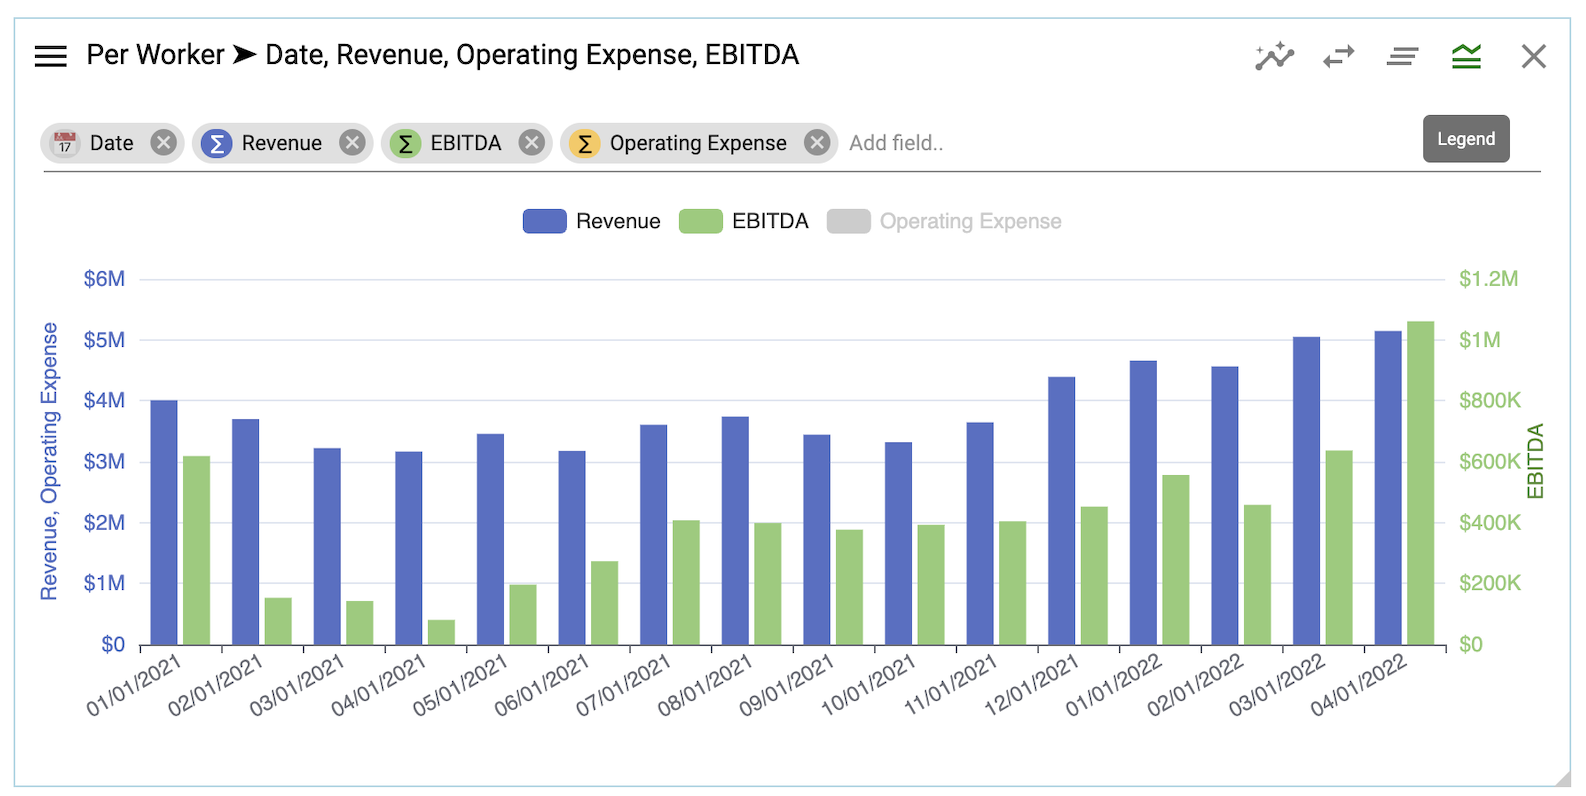 Per Worker ➤ Date, Revenue, Operating Expense, EBITDA
17 Date Σ Revenue Σ EBITDA Σ Operating Expense Add field.. Legend
Revenue EBITDA Operating Expense
Revenue, Operating Expense
$6M
$5M
$4M
$3M
$2M
$1M
$0
$1.2M
$1M
$800K
$600K
$400K
$200K
$0
EBITDA
01/01/2021 02/01/2021 03/01/2021 04/01/2021 05/01/2021 06/01/2021 07/01/2021 08/01/2021 09/01/2021 10/01/2021 11/01/2021 12/01/2021 01/01/2022 02/01/2022 03/01/2022 04/01/2022